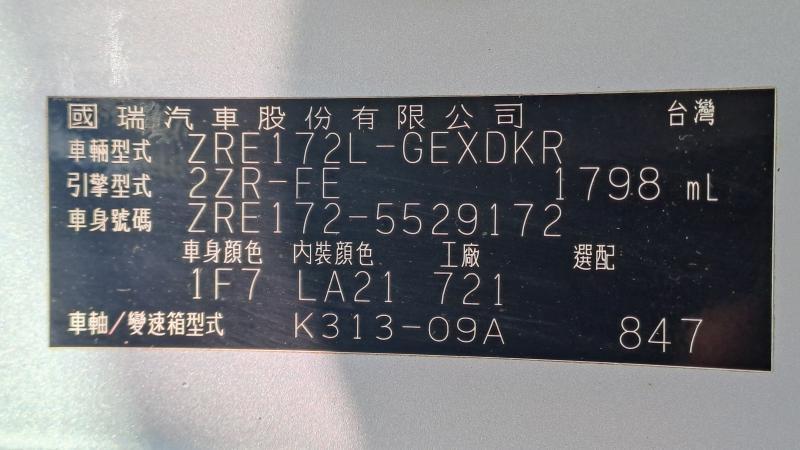 國瑞汽車股份有限公司 台灣
車輛型式 ZRE172L-GEXDKR
引擎型式 2ZR-FE 1798 mL
車身號碼 ZRE172-5529172
車身顏色 內裝顏色 工廠 選配
1F7 LA21 721
車軸/變速箱型式 K313-09A 847